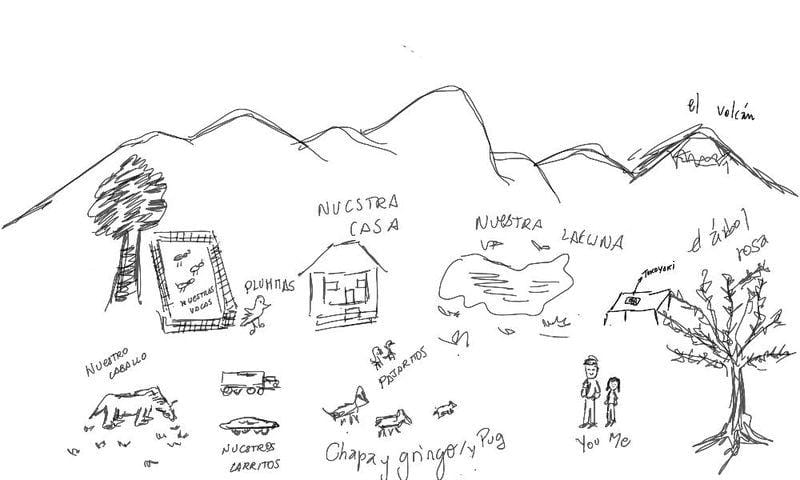 el volcán
NUESTRA
CASA
NUESTRA LAGUNA
el árbol
rosa
PLUMITAS
NUESTRAS
VACAS
NUESTRO
CABALLO
PAJARITOS
NUESTROS
CARRITOS
Chapa y gringo/y Pug
You Me